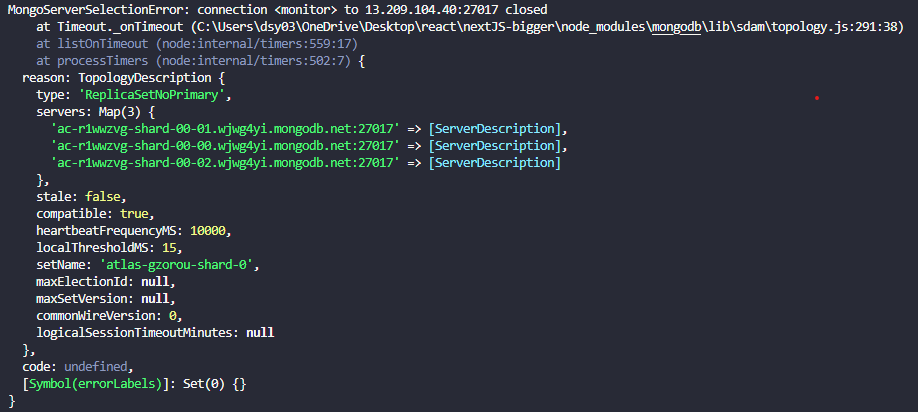 MongoServerSelectionError: connection <monitor> to 13.209.104.40:27017 closed
    at Timeout._onTimeout (C:\Users\dsy03\OneDrive\Desktop\react\nextJS-bigger\node_modules\mongodb\lib\sdam\topology.js:291:38)
    at listOnTimeout (node:internal/timers:559:17)
    at processTimers (node:internal/timers:502:7) {
  reason: TopologyDescription {
    type: 'ReplicaSetNoPrimary',
    servers: Map(3) {
      'ac-r1wwzvg-shard-00-01.wjwg4yi.mongodb.net:27017' => [ServerDescription],
      'ac-r1wwzvg-shard-00-00.wjwg4yi.mongodb.net:27017' => [ServerDescription],
      'ac-r1wwzvg-shard-00-02.wjwg4yi.mongodb.net:27017' => [ServerDescription]
    },
    stale: false,
    compatible: true,
    heartbeatFrequencyMS: 10000,
    localThresholdMS: 15,
    setName: 'atlas-gzorou-shard-0',
    maxElectionId: null,
    maxSetVersion: null,
    commonWireVersion: 0,
    logicalSessionTimeoutMinutes: null
  },
  code: undefined,
  [Symbol(errorLabels)]: Set(0) {}
}